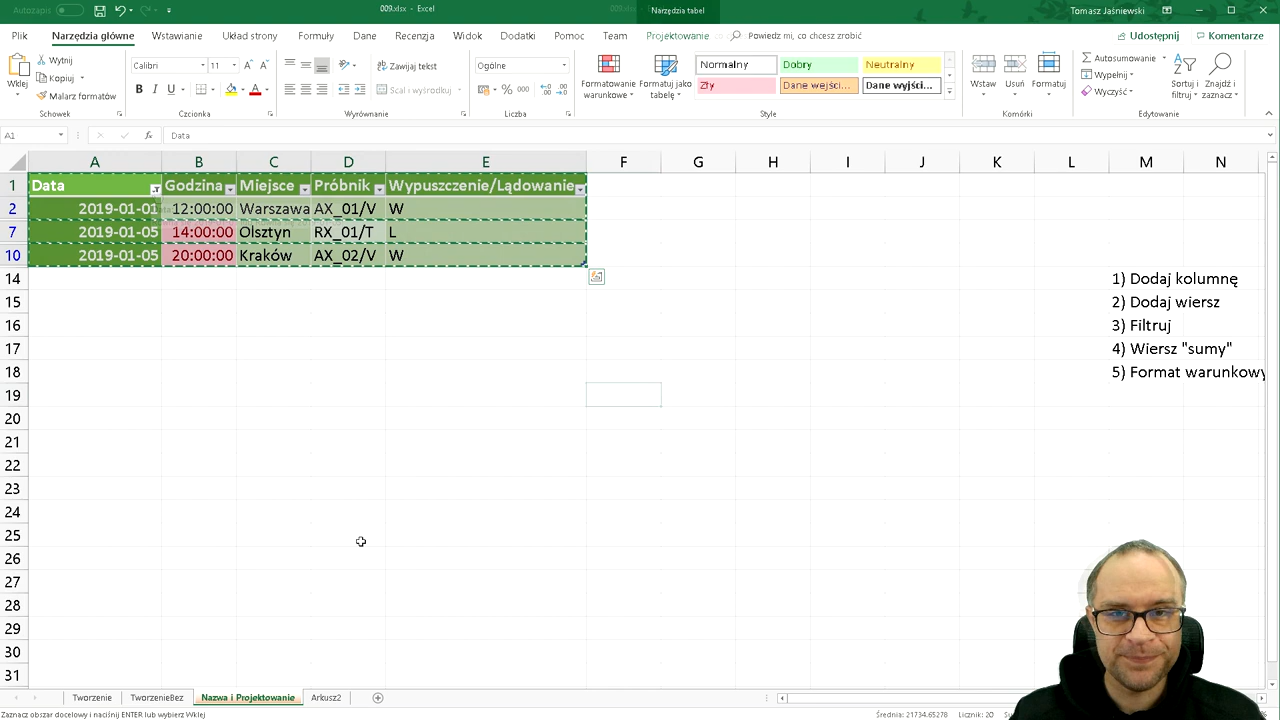 Autozapis
009.xlsx - Excel
Narzędzia tabel
Tomasz Jaśniewski
Plik Narzędzia główne Wstawianie Układ strony Formuły Dane Recenzja Widok Dodatki Pomoc Team Projektowanie Powiedz mi, co chcesz zrobić Udostępnij Komentarze
Wklej
Wytnij
Kopiuj
Malarz formatów
Schowek
Calibri 11
B I U
Czcionka
Zawijaj tekst
Scal i wyśrodkuj
Wyrównanie
Ogólne
Liczba
Formatowanie warunkowe
Formatuj jako tabelę
Normalny Dobry Neutralny
Zły Dane wejści... Dane wyjści...
Style
Wstaw Usuń Formatuj
Komórki
Autosumowanie
Wypełnij
Wyczyść
Sortuj i filtruj
Znajdź i zaznacz
Edytowanie
A1 fx Data
A B C D E F G H I J K L M N
1 Data Godzina Miejsce Próbnik Wypuszczenie/Lądowanie
2 2019-01-01 12:00:00 Warszawa AX_01/V W
7 2019-01-05 14:00:00 Olsztyn RX_01/T L
10 2019-01-05 20:00:00 Kraków AX_02/V W
14 1) Dodaj kolumnę
15 2) Dodaj wiersz
16 3) Filtruj
17 4) Wiersz "sumy"
18 5) Format warunkowy
19
20
21
22
23
24
25
26
27
28
29
30
31
Tworzenie TworzenieBez Nazwa i Projektowanie Arkusz2
Zaznacz obszar docelowy i naciśnij ENTER lub wybierz Wklej
Średnia: 21734.65278 Licznik: 20